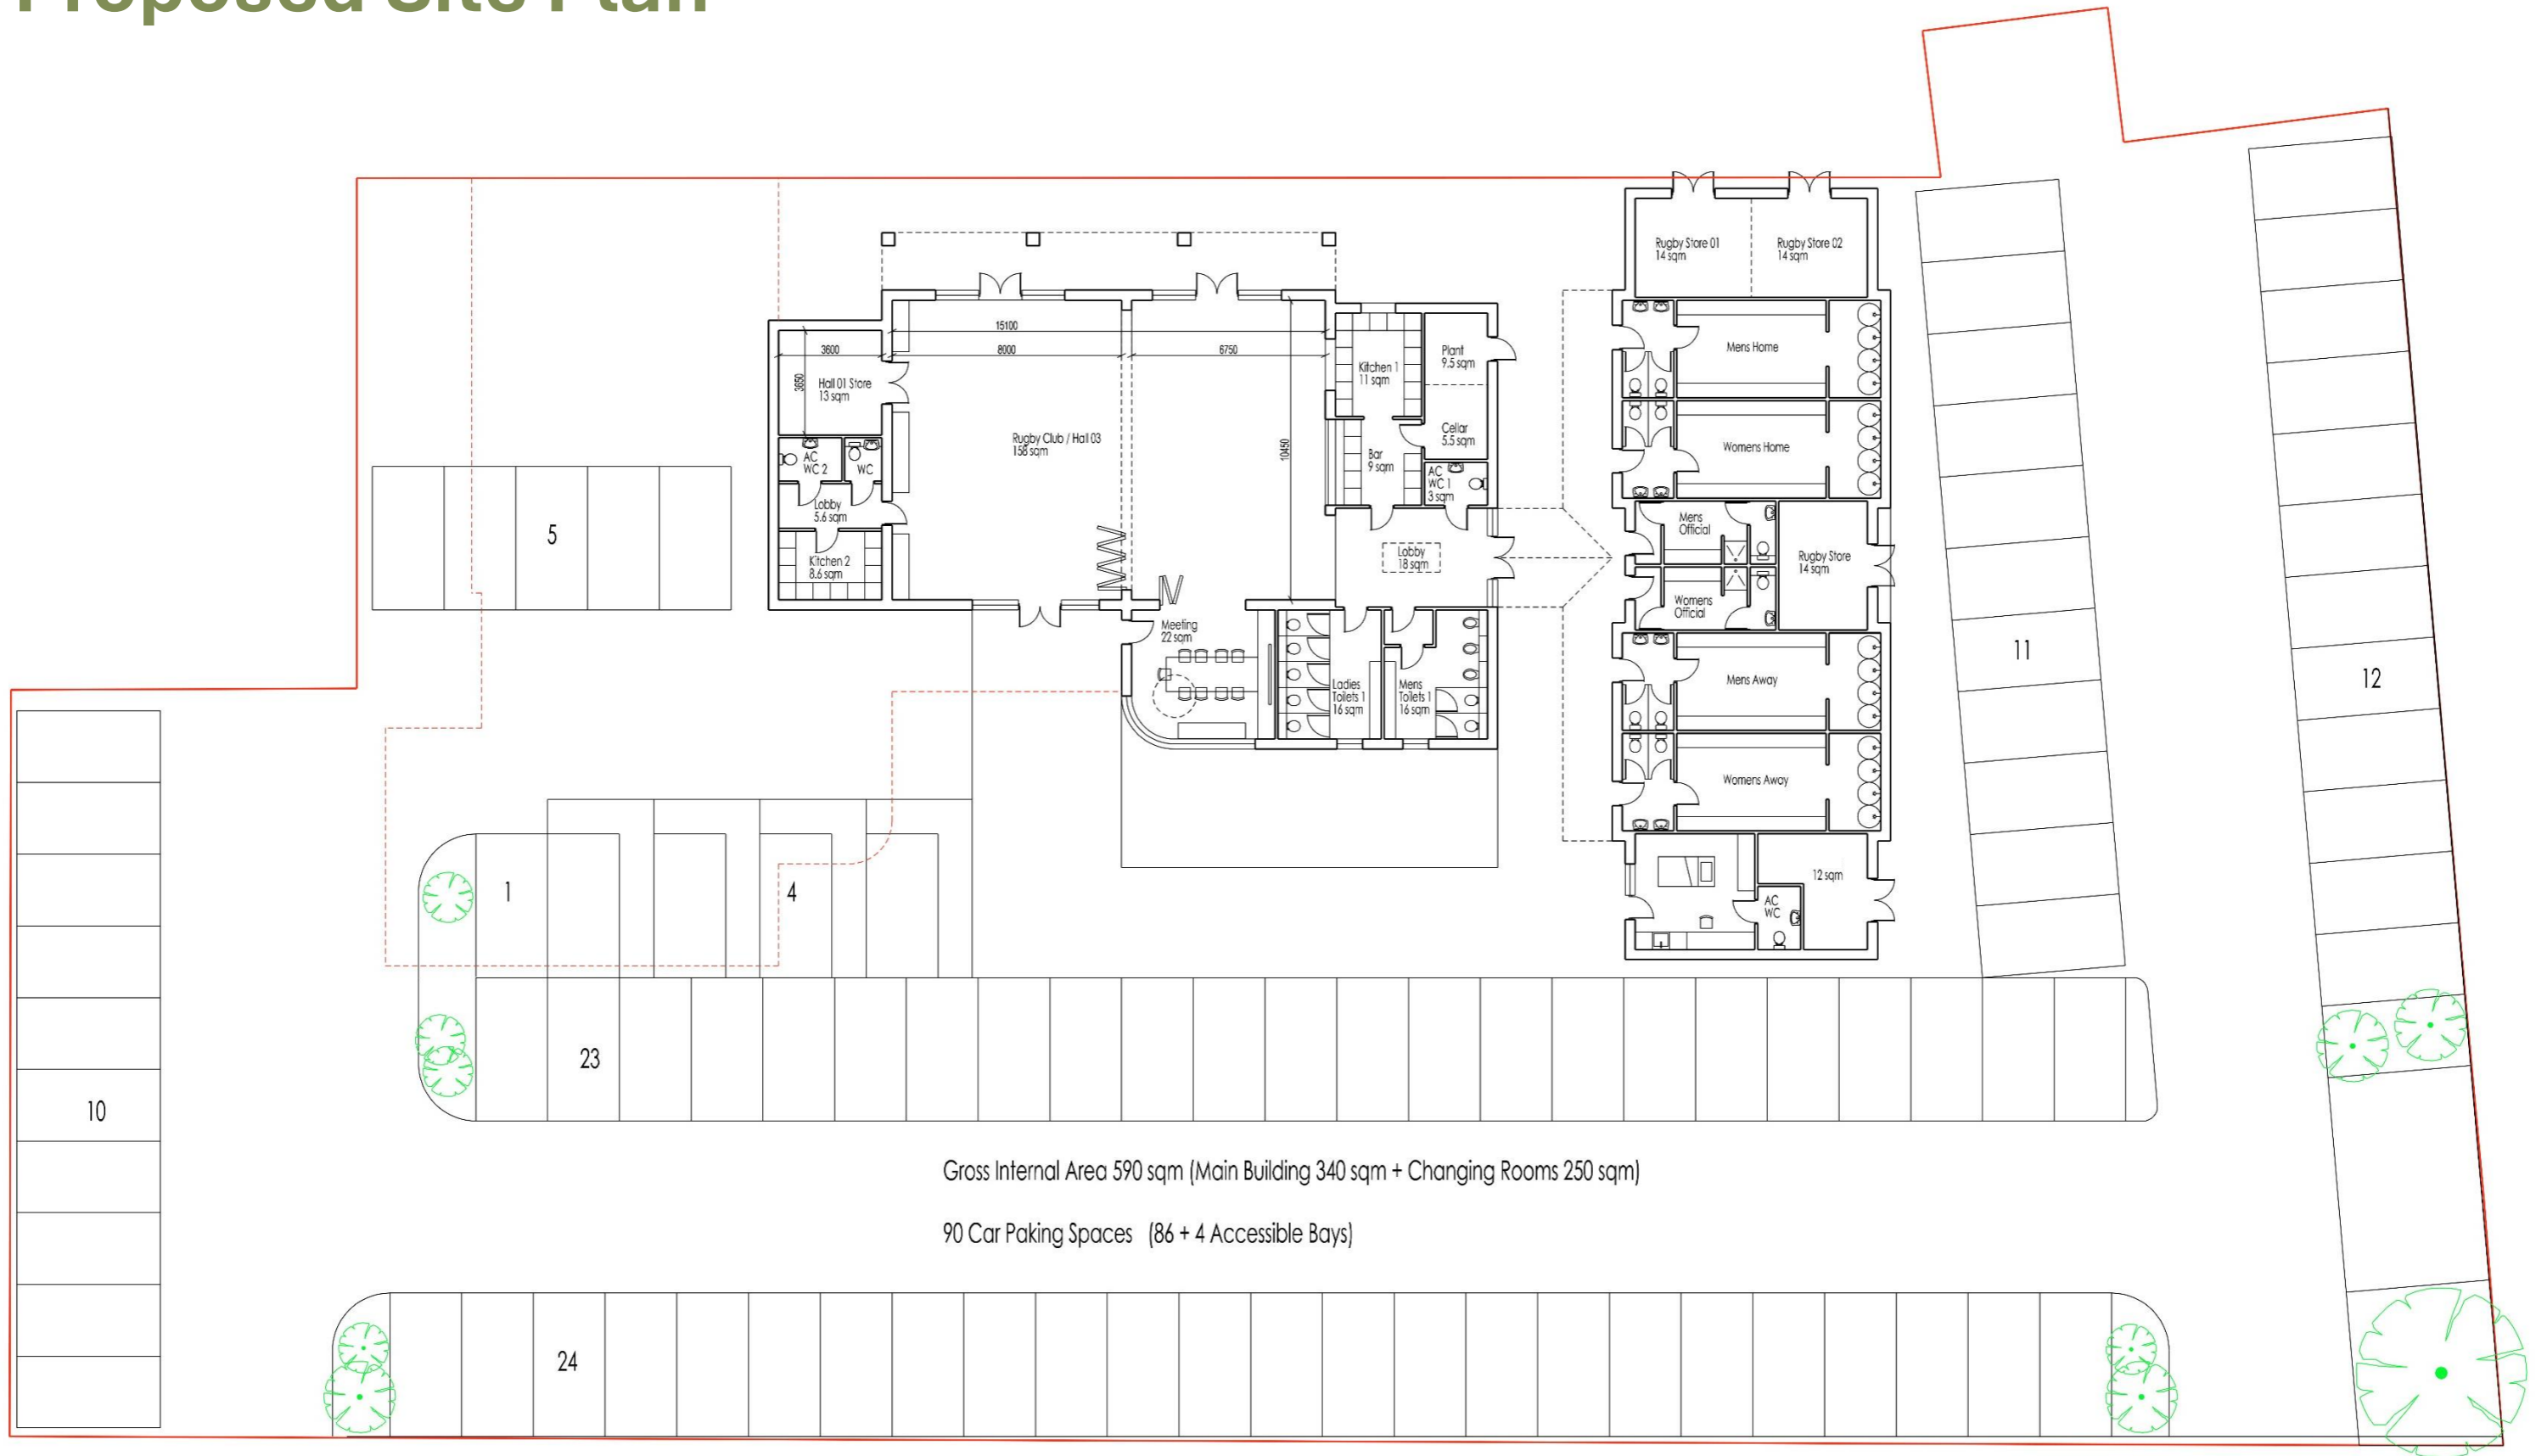 Proposed Site Plan
Rugby Store 01
14 sqm
Rugby Store 02
14 sqm
15100
3600
8000
6750
3650
10450
Hall 01 Store
13 sqm
Kitchen 1
11 sqm
Plant
9.5 sqm
Mens Home
Rugby Club / Hall 03
158 sqm
AC
WC 2
WC
Bar
9 sqm
Cellar
5.5 sqm
AC
WC 1
3 sqm
Womens Home
Lobby
5.6 sqm
Kitchen 2
8.6 sqm
Lobby
18 sqm
Mens
Official
Rugby Store
14 sqm
Womens
Official
5
Meeting
22 sqm
Ladies
Toilets 1
16 sqm
Mens
Toilets 1
16 sqm
Mens Away
11
12
Womens Away
1
4
12 sqm
AC
WC
23
10
Gross Internal Area 590 sqm (Main Building 340 sqm + Changing Rooms 250 sqm)
90 Car Paking Spaces (86 + 4 Accessible Bays)
24